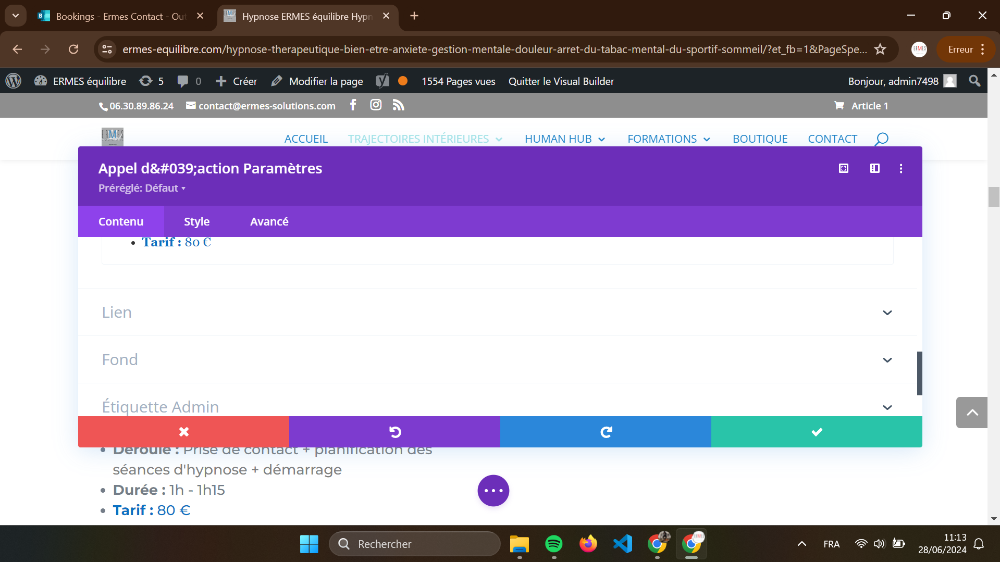 Bookings - Ermes Contact - Out
Hypnose ERMES équilibre Hypn
ermes-equilibre.com/hypnose-therapeutique-bien-etre-anxiete-gestion-mentale-douleur-arret-du-tabac-mental-du-sportif-sommeil/?et_fb=1&PageSpe...
ERMES
Erreur
ERMES équilibre
5
0
Créer
Modifier la page
1554 Pages vues
Quitter le Visual Builder
Bonjour, admin7498
06.30.89.86.24
contact@ermes-solutions.com
Article 1
ERMES
ACCUEIL
TRAJECTOIRES INTÉRIEURES
HUMAN HUB
FORMATIONS
BOUTIQUE
CONTACT
Appel d&#039;action Paramètres
Préréglé: Défaut
Contenu
Style
Avancé
• Tarif : 80 €
Lien
Fond
Étiquette Admin
• Déroulé : Prise de contact + planification des
séances d'hypnose + démarrage
• Durée : 1h - 1h15
• Tarif : 80 €
Rechercher
FRA
11:13
28/06/2024